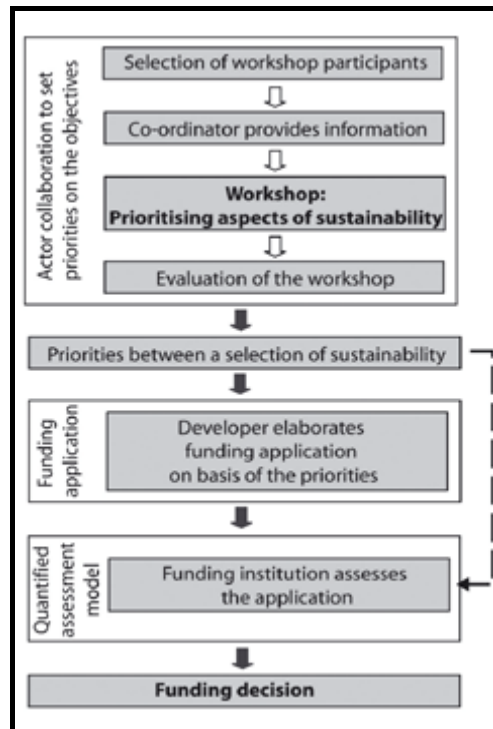 Actor collaboration to set
priorities on the objectives
Selection of workshop participants
Co-ordinator provides information
Workshop:
Prioritising aspects of sustainability
Evaluation of the workshop
Priorities between a selection of sustainability
Funding
application
Developer elaborates
funding application
on basis of the priorities
Quantified
assessment
model
Funding institution assesses
the application
Funding decision